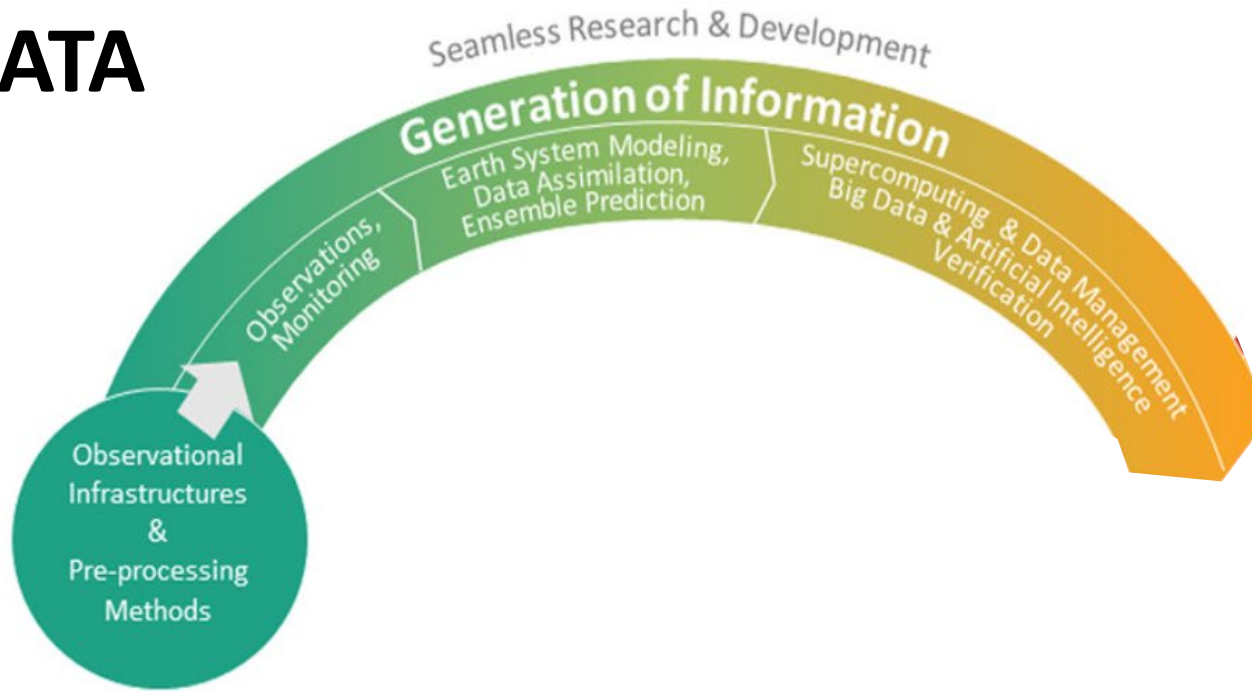 ATA
Seamless Research & Development
Generation of Information
Observations,
Monitoring
Earth System Modeling,
Data Assimilation,
Ensemble Prediction
Supercomputing & Data Management
Big Data & Artificial Intelligence
Verification
Observational
Infrastructures
&
Pre-processing
Methods